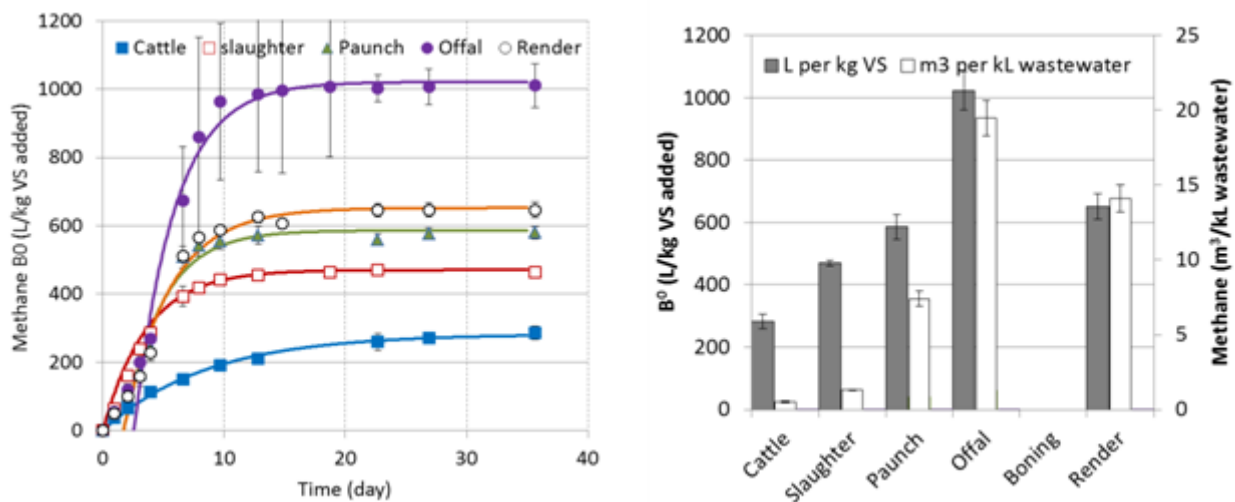 Methane B0 (L/kg VS added)
1200
1000
800
600
400
200
0
Cattle slaughter Paunch Offal Render
0 10 20 30 40
Time (day)
B⁰ (L/kg VS added)
1200
1000
800
600
400
200
0
L per kg VS m3 per kL wastewater
25
20
15
10
5
0
Methane (m³/kL wastewater)
Cattle
Slaughter
Paunch
Offal
Boning
Render